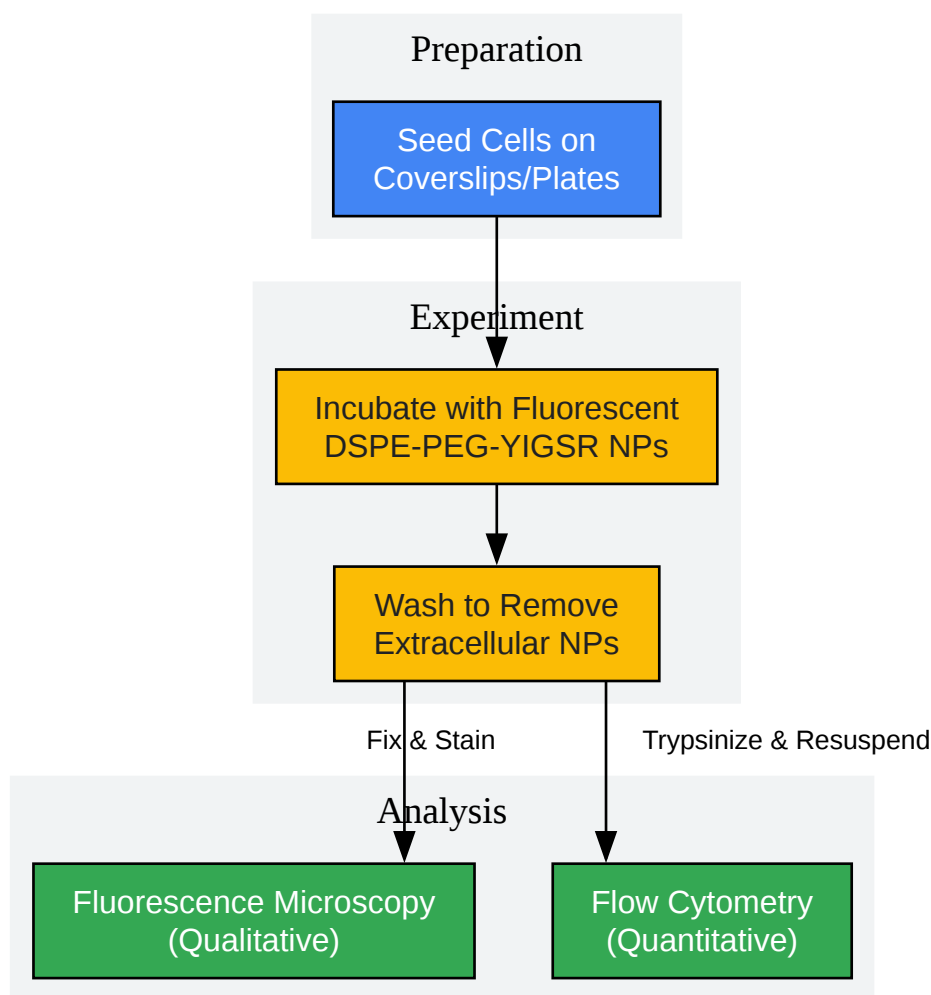 Preparation
Seed Cells on
Coverslips/Plates
Experiment
Incubate with Fluorescent
DSPE-PEG-YIGSR NPs
Wash to Remove
Extracellular NPs
Fix & Stain
Trypsinize & Resuspend
Analysis
Fluorescence Microscopy
(Qualitative)
Flow Cytometry
(Quantitative)